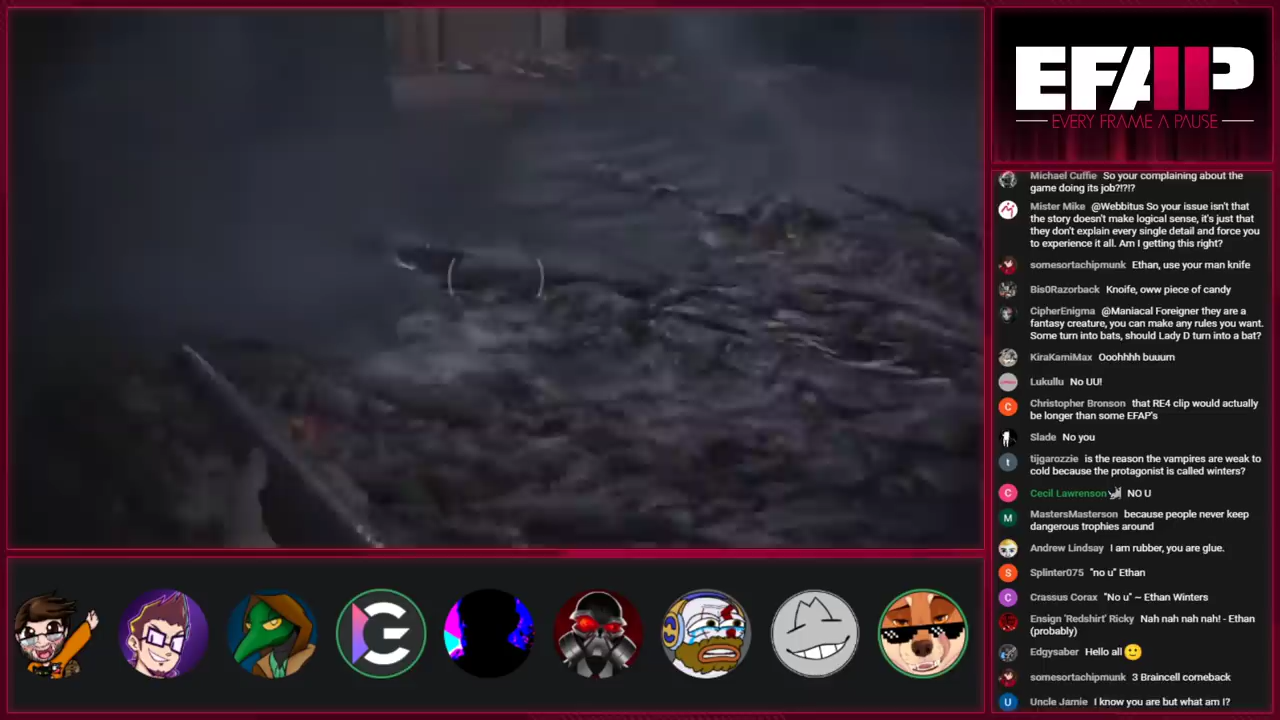 EFAP
EVERY FRAME A PAUSE
Michael Cuffie So your complaining about the
game doing its job?!?!?
Mister Mike @Webbitus So your issue isn't that
the story doesn't make logical sense, it's just that
they don't explain every single detail and force you
to experience it all. Am I getting this right?
somesortachipmunk Ethan, use your man knife
Bis0Razorback Knoife, oww piece of candy
CipherEnigma @Maniacal Foreigner they are a
fantasy creature, you can make any rules you want.
Some turn into bats, should Lady D turn into a bat?
KiraKamiMax Ooohhhh buuurn
Lukullu No UU!
Christopher Bronson that RE4 clip would actually
be longer than some EFAP's
Slade No you
tijgarozzie is the reason the vampires are weak to
cold because the protagonist is called winters?
Cecil Lawrenson NO U
MastersMasterson because people never keep
dangerous trophies around
Andrew Lindsay I am rubber, you are glue.
Splinter075 "no u" Ethan
Crassus Corax "No u" ~ Ethan Winters
Ensign 'Redshirt' Ricky Nah nah nah nah! - Ethan
(probably)
Edgysaber Hello all
somesortachipmunk 3 Braincell comeback
Uncle Jamie I know you are but what am I?